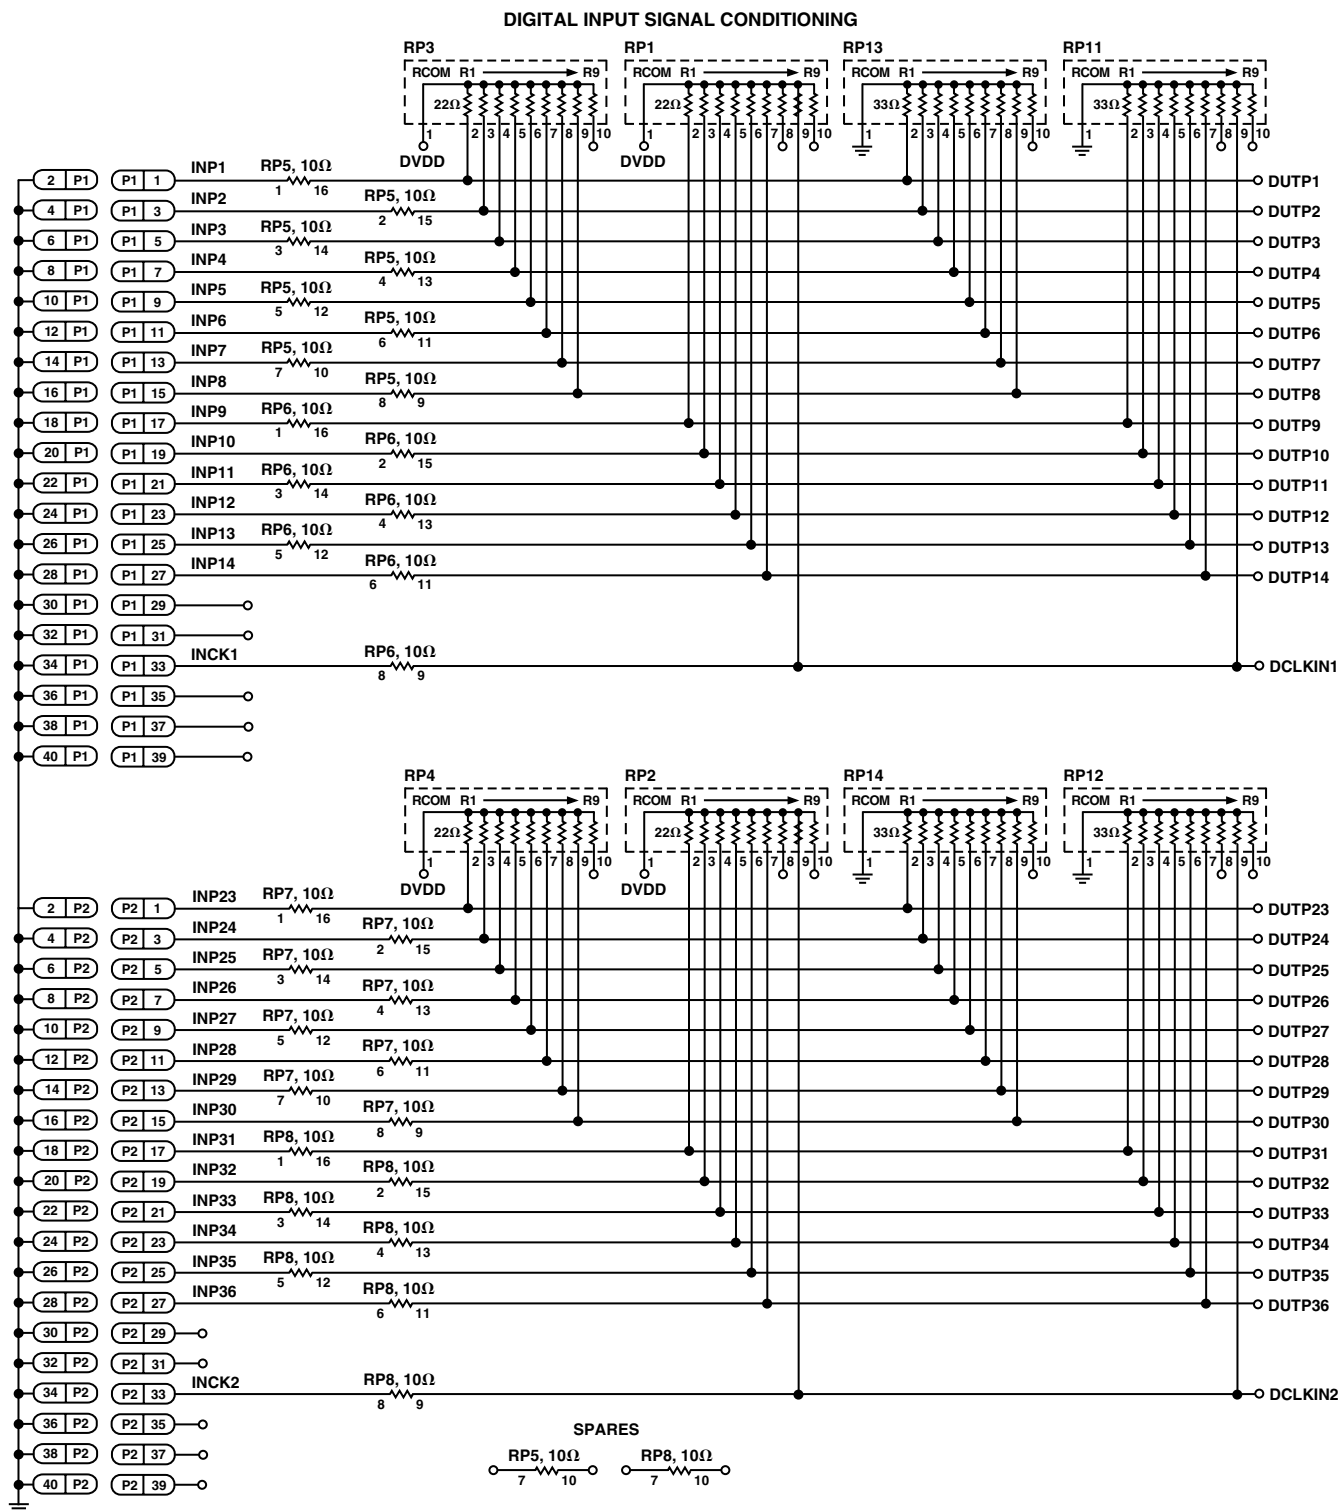 DIGITAL INPUT SIGNAL CONDITIONING
RP3 RP1 RP13 RP11
RCOM R1 R9 RCOM R1 R9 RCOM R1 R9 RCOM R1 R9
22Ω 22Ω 33Ω 33Ω
1 2 3 4 5 6 7 8 9 10 1 2 3 4 5 6 7 8 9 10 1 2 3 4 5 6 7 8 9 10 1 2 3 4 5 6 7 8 9 10
DVDD DVDD
2 P1 P1 1 INP1 RP5, 10Ω 1 16 DUTP1
4 P1 P1 3 INP2 RP5, 10Ω 2 15 DUTP2
6 P1 P1 5 INP3 RP5, 10Ω 3 14 DUTP3
8 P1 P1 7 INP4 RP5, 10Ω 4 13 DUTP4
10 P1 P1 9 INP5 RP5, 10Ω 5 12 DUTP5
12 P1 P1 11 INP6 RP5, 10Ω 6 11 DUTP6
14 P1 P1 13 INP7 RP5, 10Ω 7 10 DUTP7
16 P1 P1 15 INP8 RP5, 10Ω 8 9 DUTP8
18 P1 P1 17 INP9 RP6, 10Ω 1 16 DUTP9
20 P1 P1 19 INP10 RP6, 10Ω 2 15 DUTP10
22 P1 P1 21 INP11 RP6, 10Ω 3 14 DUTP11
24 P1 P1 23 INP12 RP6, 10Ω 4 13 DUTP12
26 P1 P1 25 INP13 RP6, 10Ω 5 12 DUTP13
28 P1 P1 27 INP14 RP6, 10Ω 6 11 DUTP14
30 P1 P1 29
32 P1 P1 31
34 P1 P1 33 INCK1 RP6, 10Ω 8 9 DCLKIN1
36 P1 P1 35
38 P1 P1 37
40 P1 P1 39
RP4 RP2 RP14 RP12
RCOM R1 R9 RCOM R1 R9 RCOM R1 R9 RCOM R1 R9
22Ω 22Ω 33Ω 33Ω
1 2 3 4 5 6 7 8 9 10 1 2 3 4 5 6 7 8 9 10 1 2 3 4 5 6 7 8 9 10 1 2 3 4 5 6 7 8 9 10
DVDD DVDD
2 P2 P2 1 INP23 RP7, 10Ω 1 16 DUTP23
4 P2 P2 3 INP24 RP7, 10Ω 2 15 DUTP24
6 P2 P2 5 INP25 RP7, 10Ω 3 14 DUTP25
8 P2 P2 7 INP26 RP7, 10Ω 4 13 DUTP26
10 P2 P2 9 INP27 RP7, 10Ω 5 12 DUTP27
12 P2 P2 11 INP28 RP7, 10Ω 6 11 DUTP28
14 P2 P2 13 INP29 RP7, 10Ω 7 10 DUTP29
16 P2 P2 15 INP30 RP7, 10Ω 8 9 DUTP30
18 P2 P2 17 INP31 RP8, 10Ω 1 16 DUTP31
20 P2 P2 19 INP32 RP8, 10Ω 2 15 DUTP32
22 P2 P2 21 INP33 RP8, 10Ω 3 14 DUTP33
24 P2 P2 23 INP34 RP8, 10Ω 4 13 DUTP34
26 P2 P2 25 INP35 RP8, 10Ω 5 12 DUTP35
28 P2 P2 27 INP36 RP8, 10Ω 6 11 DUTP36
30 P2 P2 29
32 P2 P2 31
34 P2 P2 33 INCK2 RP8, 10Ω 8 9 DCLKIN2
36 P2 P2 35
38 P2 P2 37
40 P2 P2 39
SPARES
RP5, 10Ω RP8, 10Ω
7 10 7 10